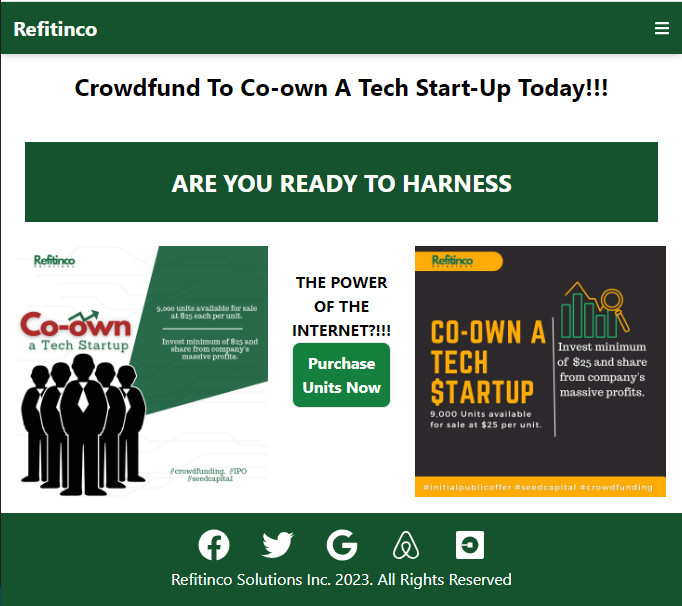 Refitinco
Crowdfund To Co-own A Tech Start-Up Today!!!
ARE YOU READY TO HARNESS
Refitinco
SOLUTIONS
Co-own
a Tech Startup
9,000 units available for sale
at $25 each per unit.
Invest minimum of $25 and
share from company's
massive profits.
#crowdfunding, #IPO
#seedcapital
THE POWER
OF THE
INTERNET?!!!
Purchase
Units Now
Refitinco
SOLUTIONS
CO-OWN A
TECH
$TARTUP
9,000 Units available
for sale at $25 per unit.
Invest minimum
of $25 and share
from company's
massive profits.
#initialpublicoffer #seedcapital #crowdfunding
Refitinco Solutions Inc. 2023. All Rights Reserved